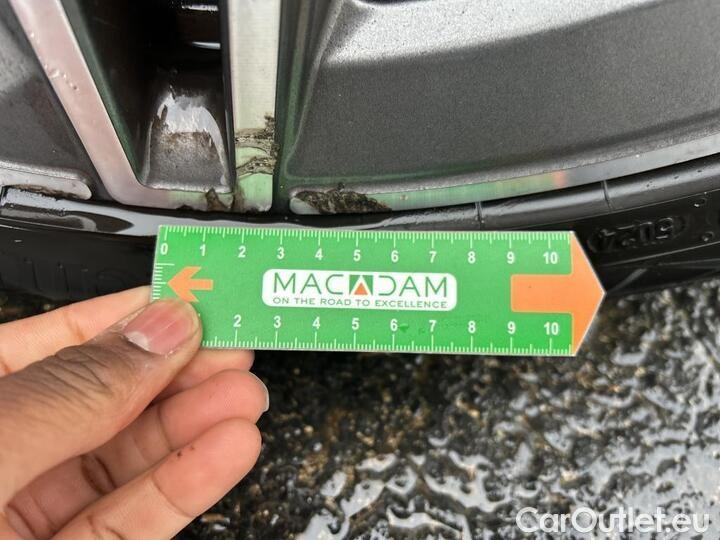 5024
0 1 2 3 4 5 6 7 8 9 10
MACADAM
ON THE ROAD TO EXCELLENCE
2 3 4 5 6 7 8 9 10
CarOutlet.eu